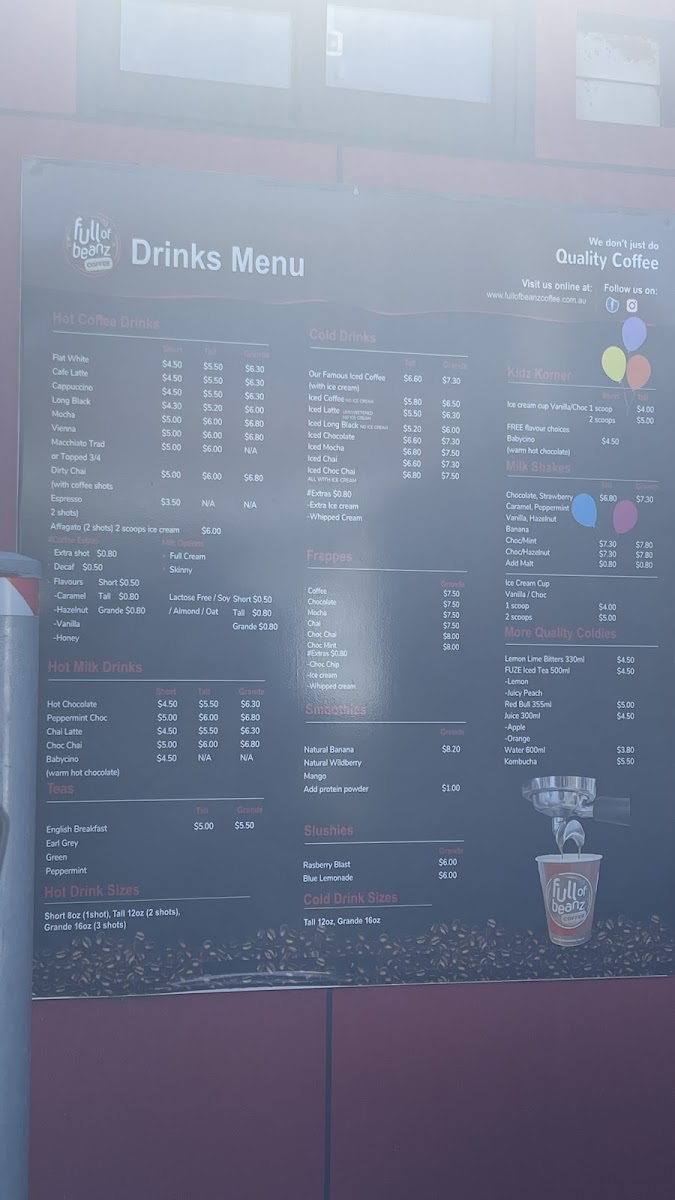 full of
beanz
COFFEE
Drinks Menu
We don't just do
Quality Coffee
Visit us online at: Follow us on:
www.fullofbeanzcoffee.com.au
Hot Coffee Drinks
Short Tall Grande
Flat White $4.50 $5.50 $6.30
Cafe Latte $4.50 $5.50 $6.30
Cappuccino $4.50 $5.50 $6.30
Long Black $4.30 $5.20 $6.00
Mocha $5.00 $6.00 $6.80
Vienna $5.00 $6.00 $6.80
Macchiato Trad $5.00 $6.00 N/A
or Topped 3/4
Dirty Chai $5.00 $6.00 $6.80
(with coffee shots
Espresso $3.50 N/A N/A
2 shots)
Affagato (2 shots) 2 scoops ice cream $6.00
#Coffee Extras
Extra shot $0.80
Decaf $0.50
Flavours Short $0.50
-Caramel Tall $0.80
-Hazelnut Grande $0.80
-Vanilla
-Honey
Milk Options
Full Cream
Skinny
Lactose Free / Soy Short $0.50
/ Almond / Oat Tall $0.80
Grande $0.80
Hot Milk Drinks
Short Tall Grande
Hot Chocolate $4.50 $5.50 $6.30
Peppermint Choc $5.00 $6.00 $6.80
Chai Latte $4.50 $5.50 $6.30
Choc Chai $5.00 $6.00 $6.80
Babycino $4.50 N/A N/A
(warm hot chocolate)
Teas
Tall Grande
English Breakfast $5.00 $5.50
Earl Grey
Green
Peppermint
Hot Drink Sizes
Short 8oz (1shot), Tall 12oz (2 shots),
Grande 16oz (3 shots)
Cold Drinks
Tall Grande
Our Famous Iced Coffee $6.60 $7.30
(with ice cream)
Iced Coffee NO ICE CREAM $5.80 $6.50
Iced Latte UNSWEETENED NO ICE CREAM $5.50 $6.30
Iced Long Black NO ICE CREAM $5.20 $6.00
Iced Chocolate $6.60 $7.30
Iced Mocha $6.80 $7.50
Iced Chai $6.60 $7.30
Iced Choc Chai $6.80 $7.50
ALL WITH ICE CREAM
#Extras $0.80
-Extra Ice cream
-Whipped Cream
Frappes
Grande
Coffee $7.50
Chocolate $7.50
Mocha $7.50
Chai $7.50
Choc Chai $8.00
Choc Mint $8.00
#Extras $0.80
-Choc Chip
-Ice cream
-Whipped cream
Smoothies
Grande
Natural Banana $8.20
Natural Wildberry
Mango
Add protein powder $1.00
Slushies
Grande
Rasberry Blast $6.00
Blue Lemonade $6.00
Cold Drink Sizes
Tall 12oz, Grande 16oz
Kidz Korner
Short Tall
Ice cream cup Vanilla/Choc 1 scoop $4.00
2 scoops $5.00
FREE flavour choices
Babycino $4.50
(warm hot chocolate)
Milk Shakes
Tall Grande
Chocolate, Strawberry $6.80 $7.30
Caramel, Peppermint
Vanilla, Hazelnut
Banana
Choc/Mint $7.30 $7.80
Choc/Hazelnut $7.30 $7.80
Add Malt $0.80 $0.80
Ice Cream Cup
Vanilla / Choc
1 scoop $4.00
2 scoops $5.00
More Quality Coldies
Lemon Lime Bitters 330ml $4.50
FUZE Iced Tea 500ml $4.50
-Lemon
-Juicy Peach
Red Bull 355ml $5.00
Juice 300ml $4.50
-Apple
-Orange
Water 600ml $3.80
Kombucha $5.50
full of
beanz
COFFEE